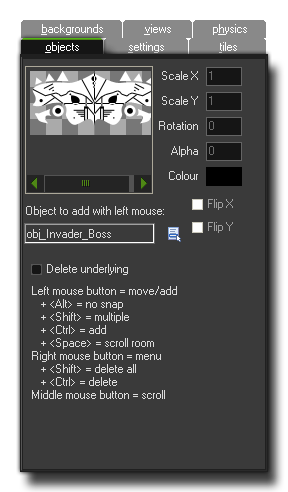 backgrounds views physics
objects settings tiles
Scale X 1
Scale Y 1
Rotation 0
Alpha 0
Colour
Object to add with left mouse: Flip X
obj_Invader_Boss Flip Y
Delete underlying
Left mouse button = move/add
+ <Alt> = no snap
+ <Shift> = multiple
+ <Ctrl> = add
+ <Space> = scroll room
Right mouse button = menu
+ <Shift> = delete all
+ <Ctrl> = delete
Middle mouse button = scroll